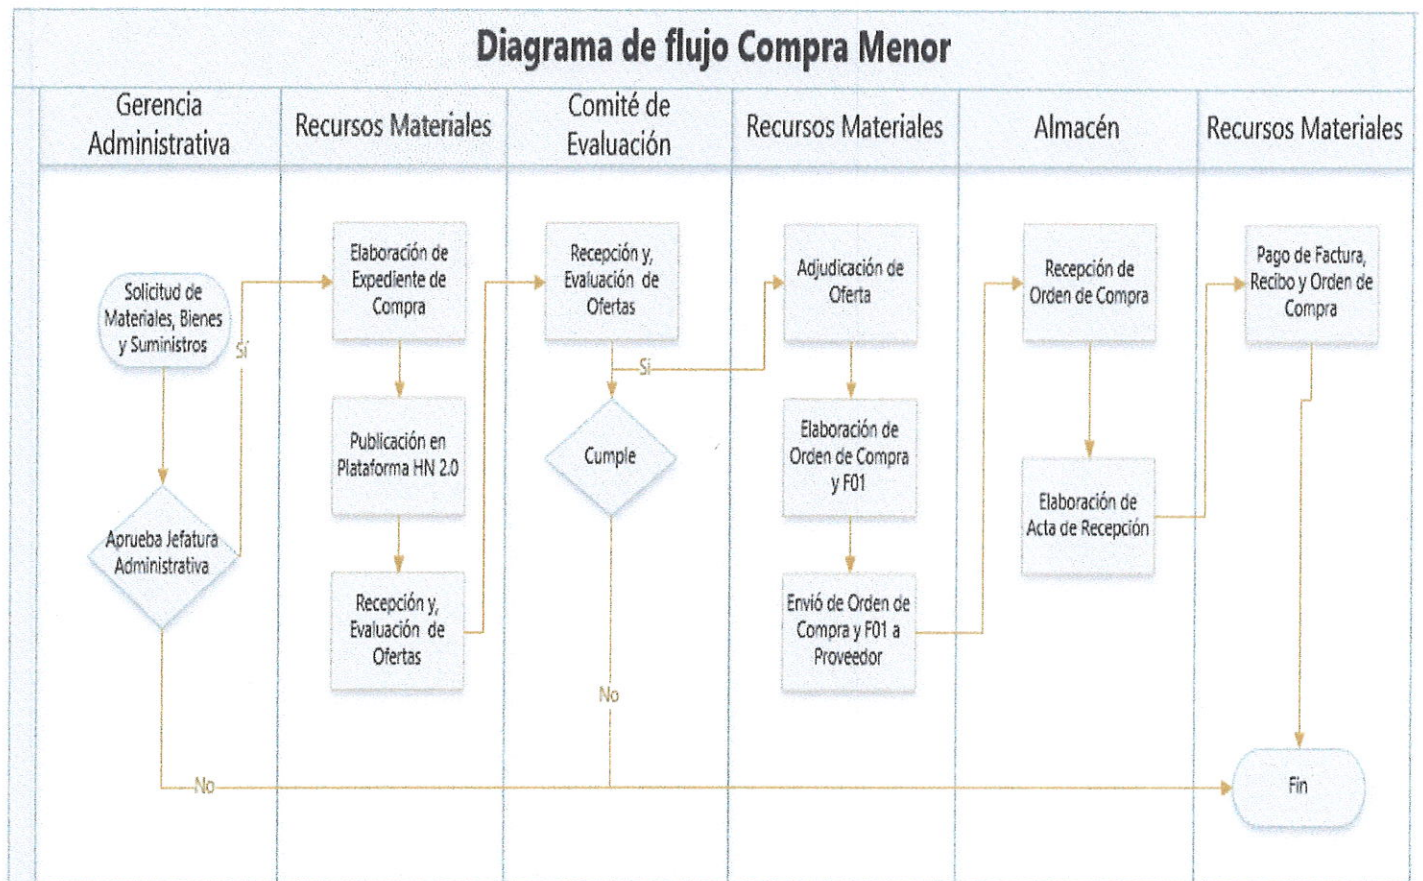 Diagrama de flujo Compra Menor
Gerencia
Administrativa
Recursos Materiales
Comité de
Evaluación
Recursos Materiales
Almacén
Recursos Materiales
Solicitud de
Materiales, Bienes
y Suministros
Aprueba Jefatura
Administrativa
Sí
No
Elaboración de
Expediente de
Compra
Publicación en
Plataforma HN 2.0
Recepción y,
Evaluación de
Ofertas
Recepción y,
Evaluación de
Ofertas
Si
Cumple
No
Adjudicación de
Oferta
Elaboración de
Orden de Compra
y F01
Envió de Orden de
Compra y F01 a
Proveedor
Recepción de
Orden de Compra
Elaboración de
Acta de Recepción
Pago de Factura,
Recibo y Orden de
Compra
Fin